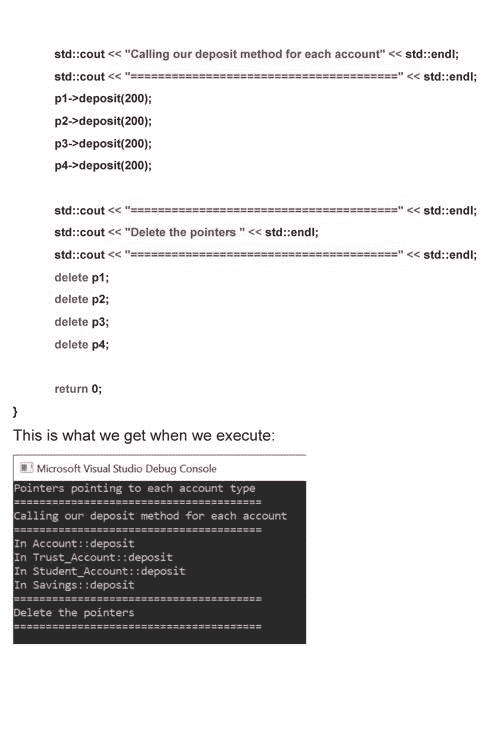 std::cout << "Calling our deposit method for each account" << std::endl;
std::cout << "=======================================" << std::endl;
p1->deposit(200);
p2->deposit(200);
p3->deposit(200);
p4->deposit(200);
std::cout << "=======================================" << std::endl;
std::cout << "Delete the pointers " << std::endl;
std::cout << "=======================================" << std::endl;
delete p1;
delete p2;
delete p3;
delete p4;
return 0;
}
This is what we get when we execute:
Microsoft Visual Studio Debug Console
Pointers pointing to each account type
=======================================
Calling our deposit method for each account
=======================================
In Account::deposit
In Trust_Account::deposit
In Student_Account::deposit
In Savings::deposit
=======================================
Delete the pointers
=======================================